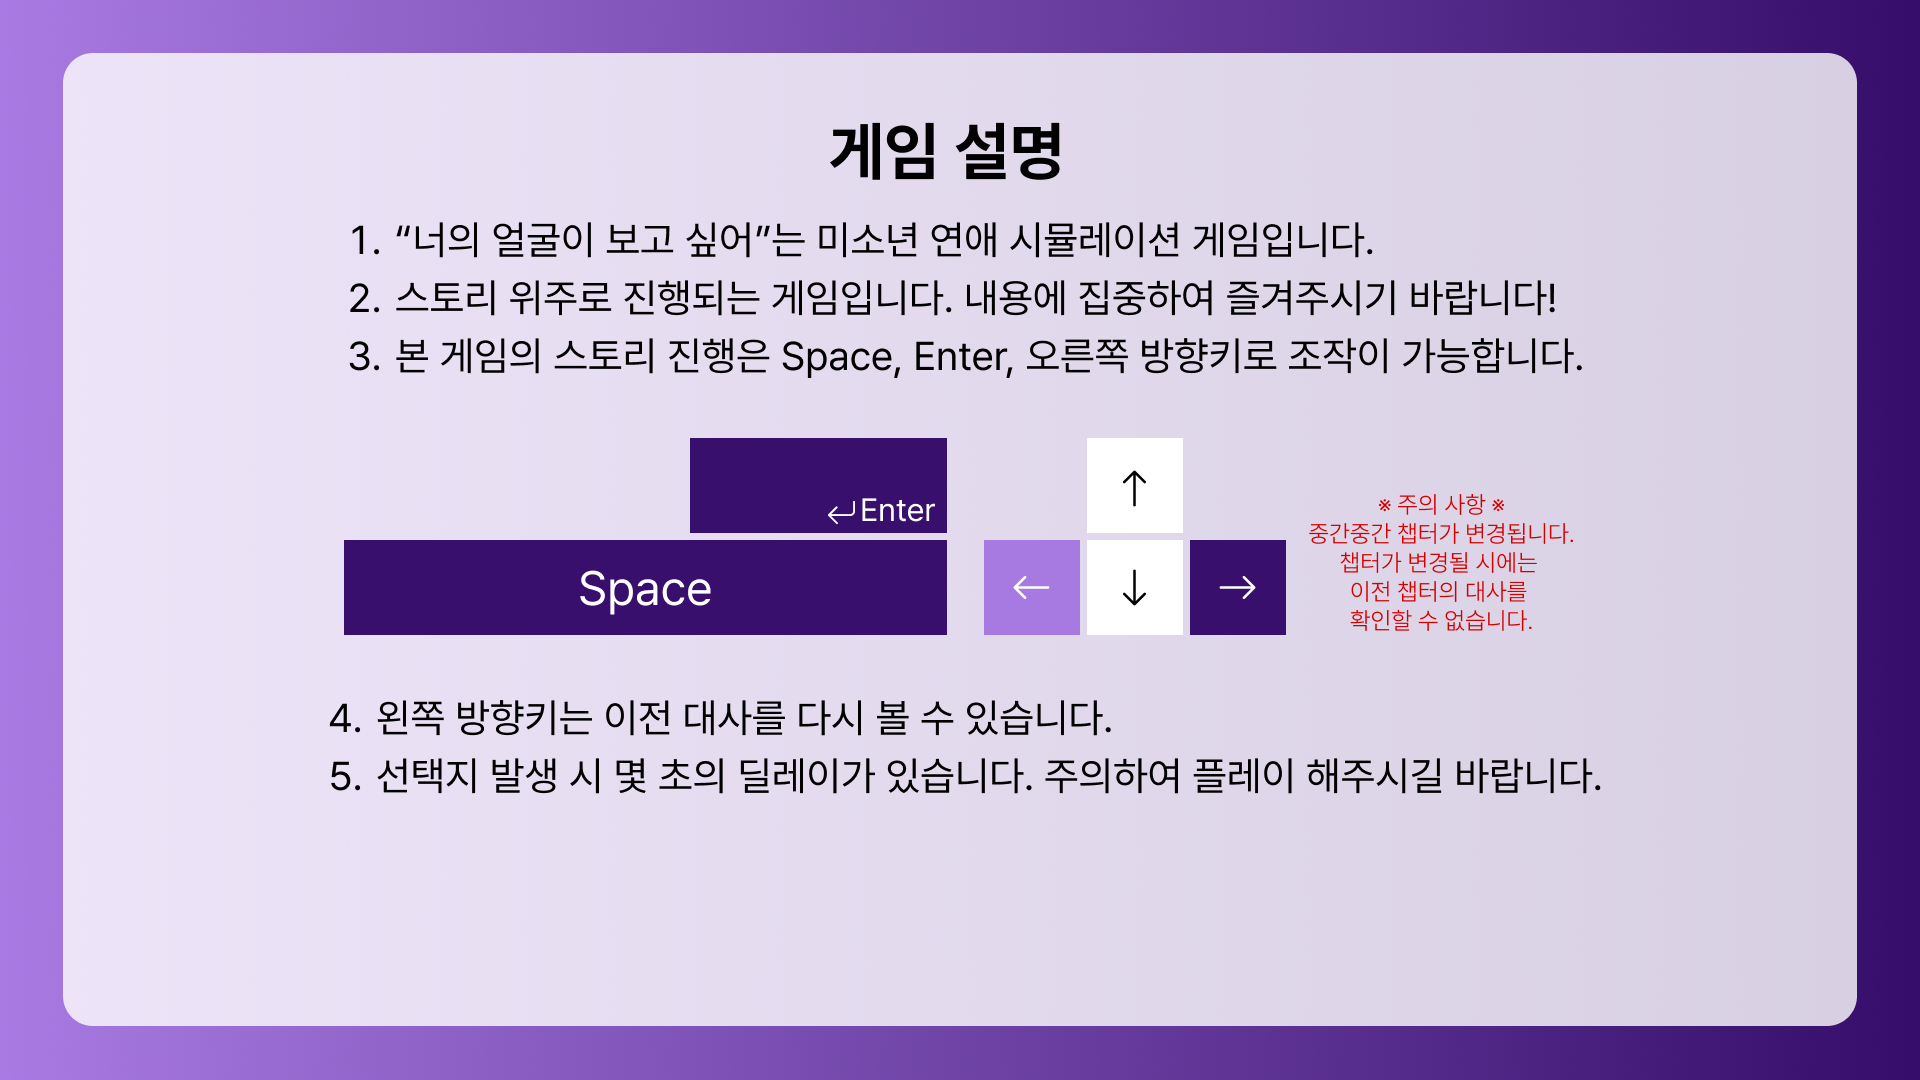 게임 설명
1. “너의 얼굴이 보고 싶어”는 미소년 연애 시뮬레이션 게임입니다.
2. 스토리 위주로 진행되는 게임입니다. 내용에 집중하여 즐겨주시기 바랍니다!
3. 본 게임의 스토리 진행은 Space, Enter, 오른쪽 방향키로 조작이 가능합니다.
↵ Enter
Space
↑
← ↓ →
※ 주의 사항 ※
중간중간 챕터가 변경됩니다.
챕터가 변경될 시에는
이전 챕터의 대사를
확인할 수 없습니다.
4. 왼쪽 방향키는 이전 대사를 다시 볼 수 있습니다.
5. 선택지 발생 시 몇 초의 딜레이가 있습니다. 주의하여 플레이 해주시길 바랍니다.